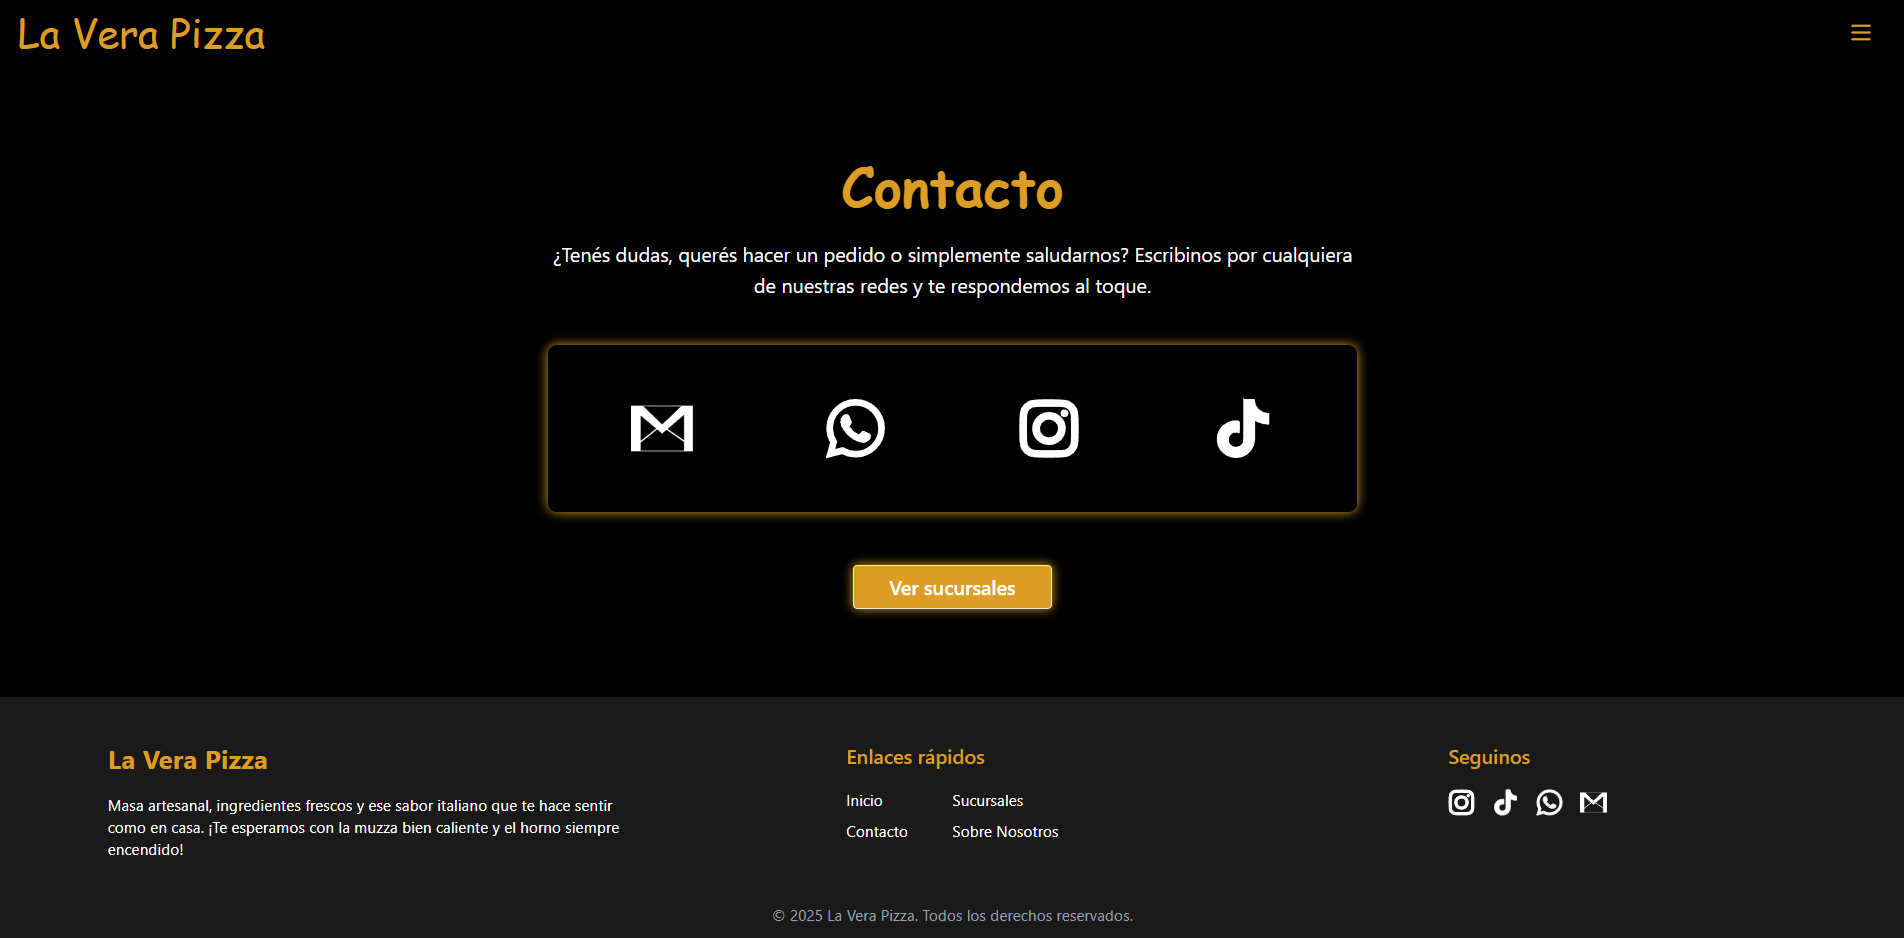 La Vera Pizza
Contacto
¿Tenés dudas, querés hacer un pedido o simplemente saludarnos? Escribinos por cualquiera
de nuestras redes y te respondemos al toque.
Ver sucursales
La Vera Pizza
Masa artesanal, ingredientes frescos y ese sabor italiano que te hace sentir
como en casa. ¡Te esperamos con la muzza bien caliente y el horno siempre
encendido!
Enlaces rápidos
Inicio
Sucursales
Contacto
Sobre Nosotros
Seguinos
© 2025 La Vera Pizza. Todos los derechos reservados.